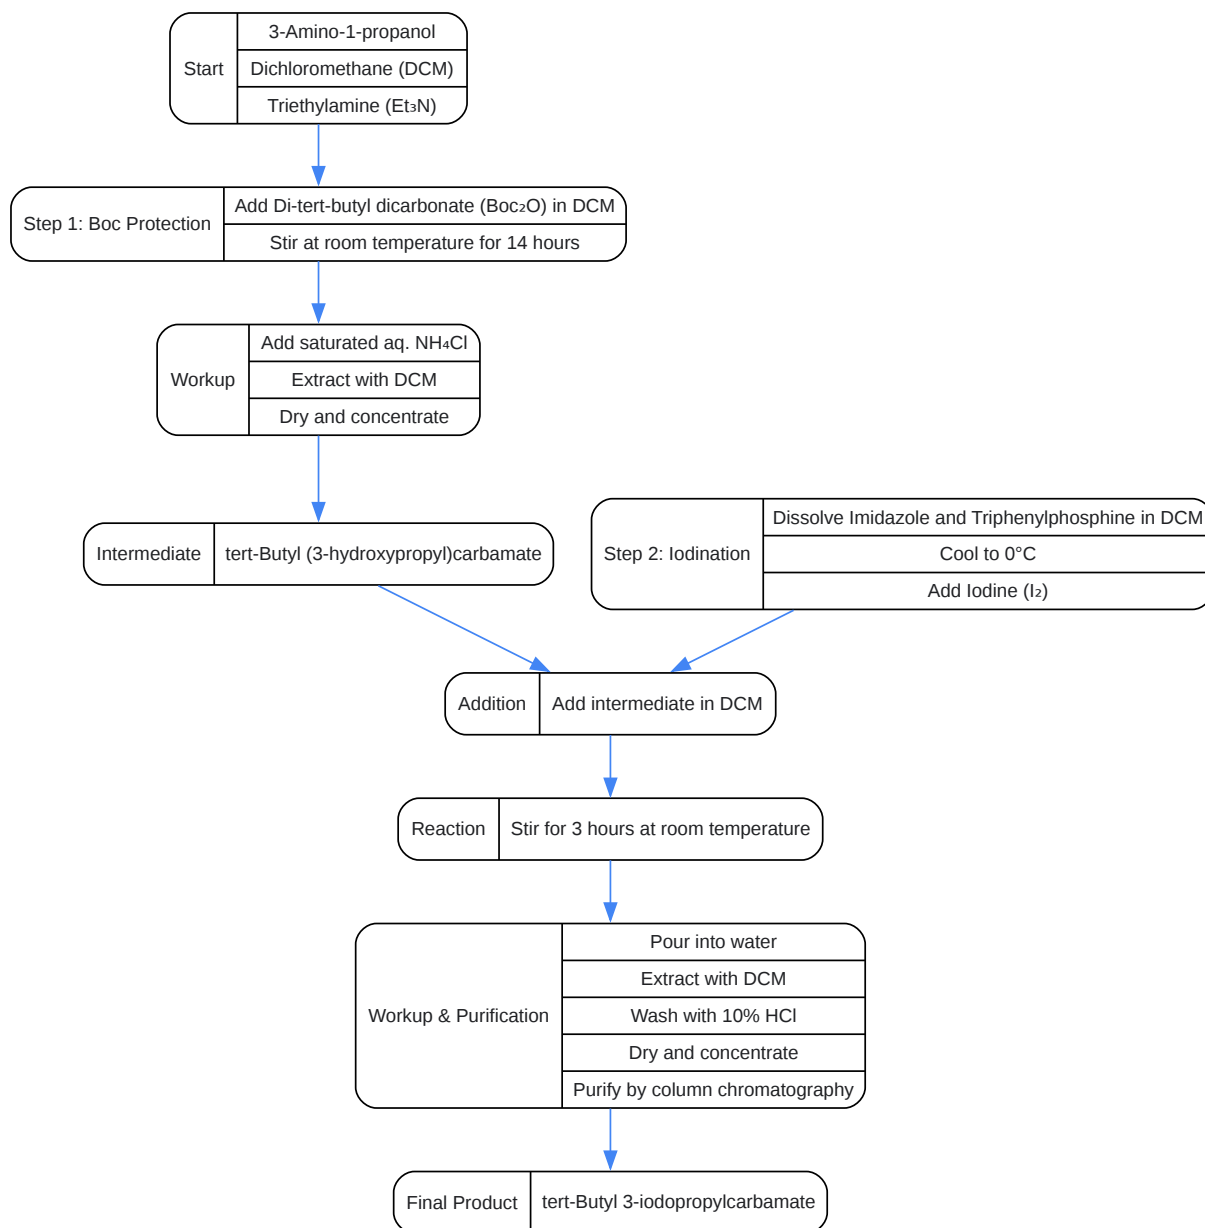 Start
3-Amino-1-propanol
Dichloromethane (DCM)
Triethylamine (Et₃N)
Step 1: Boc Protection
Add Di-tert-butyl dicarbonate (Boc₂O) in DCM
Stir at room temperature for 14 hours
Workup
Add saturated aq. NH₄Cl
Extract with DCM
Dry and concentrate
Intermediate
tert-Butyl (3-hydroxypropyl)carbamate
Step 2: Iodination
Dissolve Imidazole and Triphenylphosphine in DCM
Cool to 0°C
Add Iodine (I₂)
Addition
Add intermediate in DCM
Reaction
Stir for 3 hours at room temperature
Workup & Purification
Pour into water
Extract with DCM
Wash with 10% HCl
Dry and concentrate
Purify by column chromatography
Final Product
tert-Butyl 3-iodopropylcarbamate